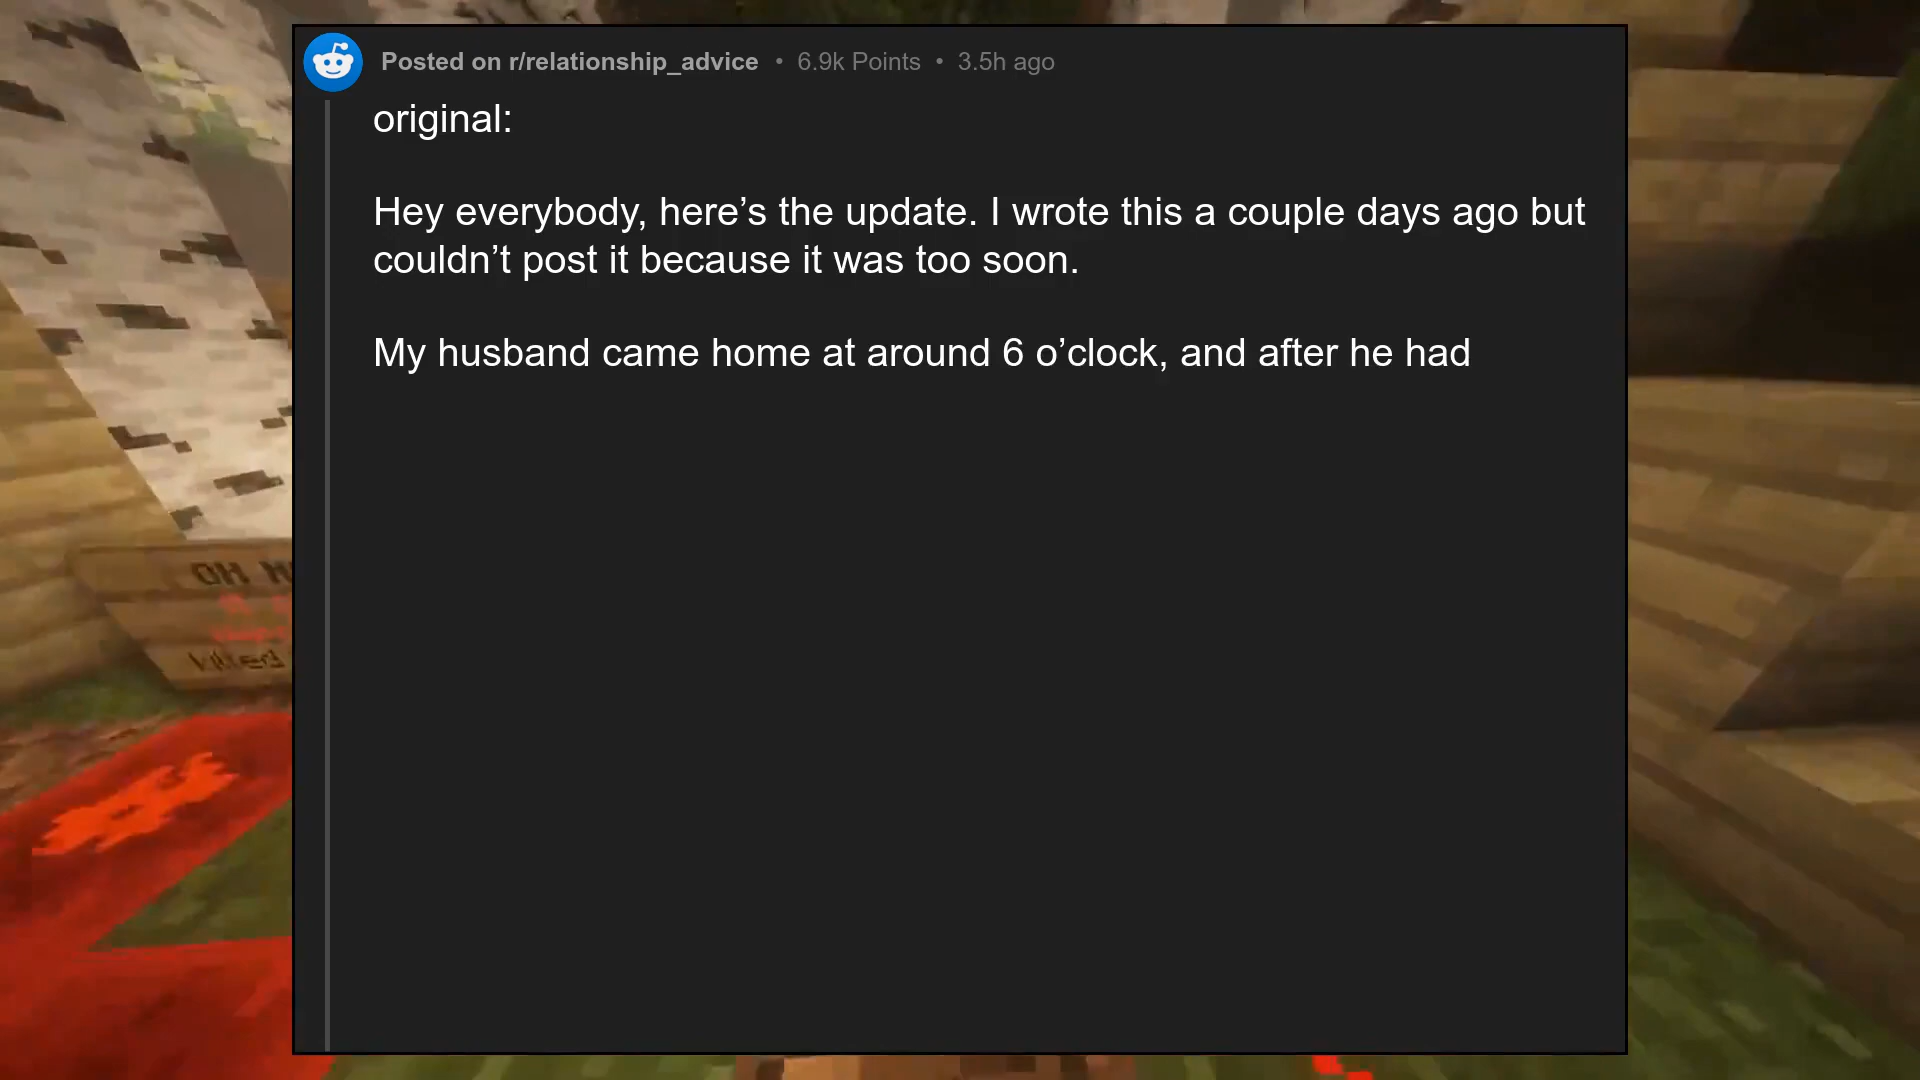 Posted on r/relationship_advice • 6.9k Points • 3.5h ago
original:
Hey everybody, here’s the update. I wrote this a couple days ago but
couldn’t post it because it was too soon.
My husband came home at around 6 o’clock, and after he had
OH
killed